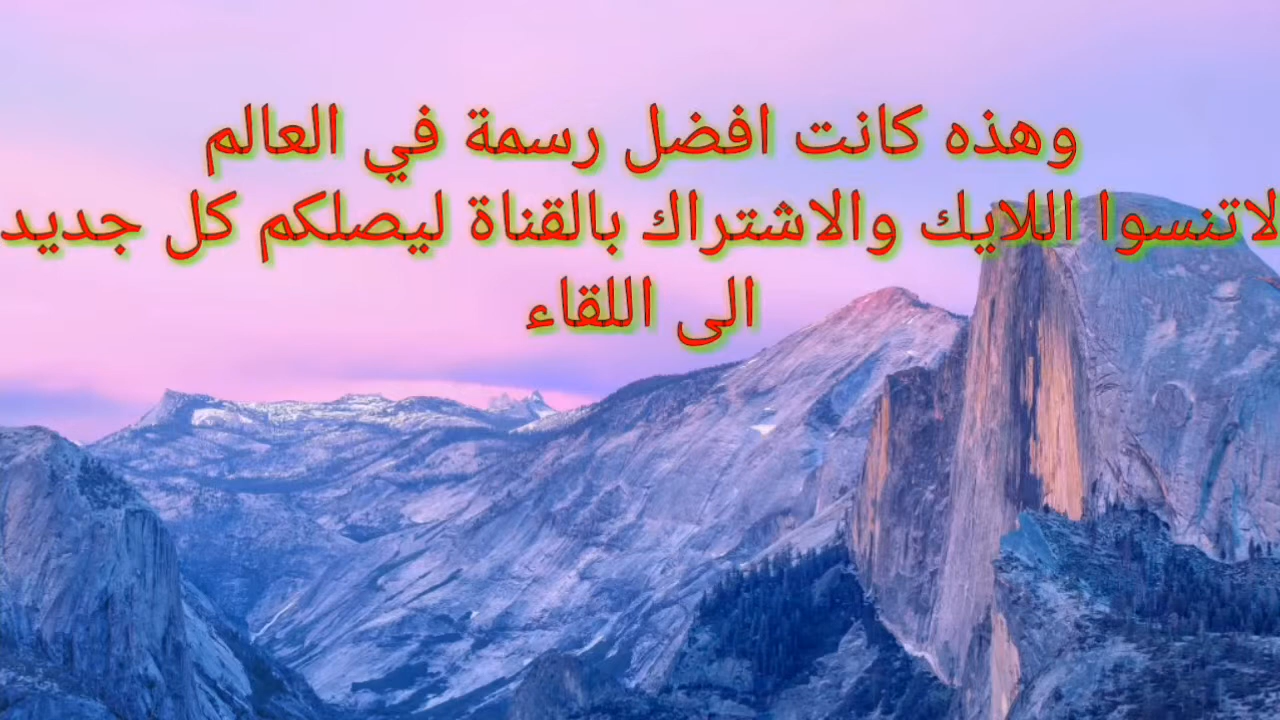 وهذه كانت افضل رسمة في العالم
لاتنسوا اللايك والاشتراك بالقناة ليصلكم كل جديد
الى اللقاء